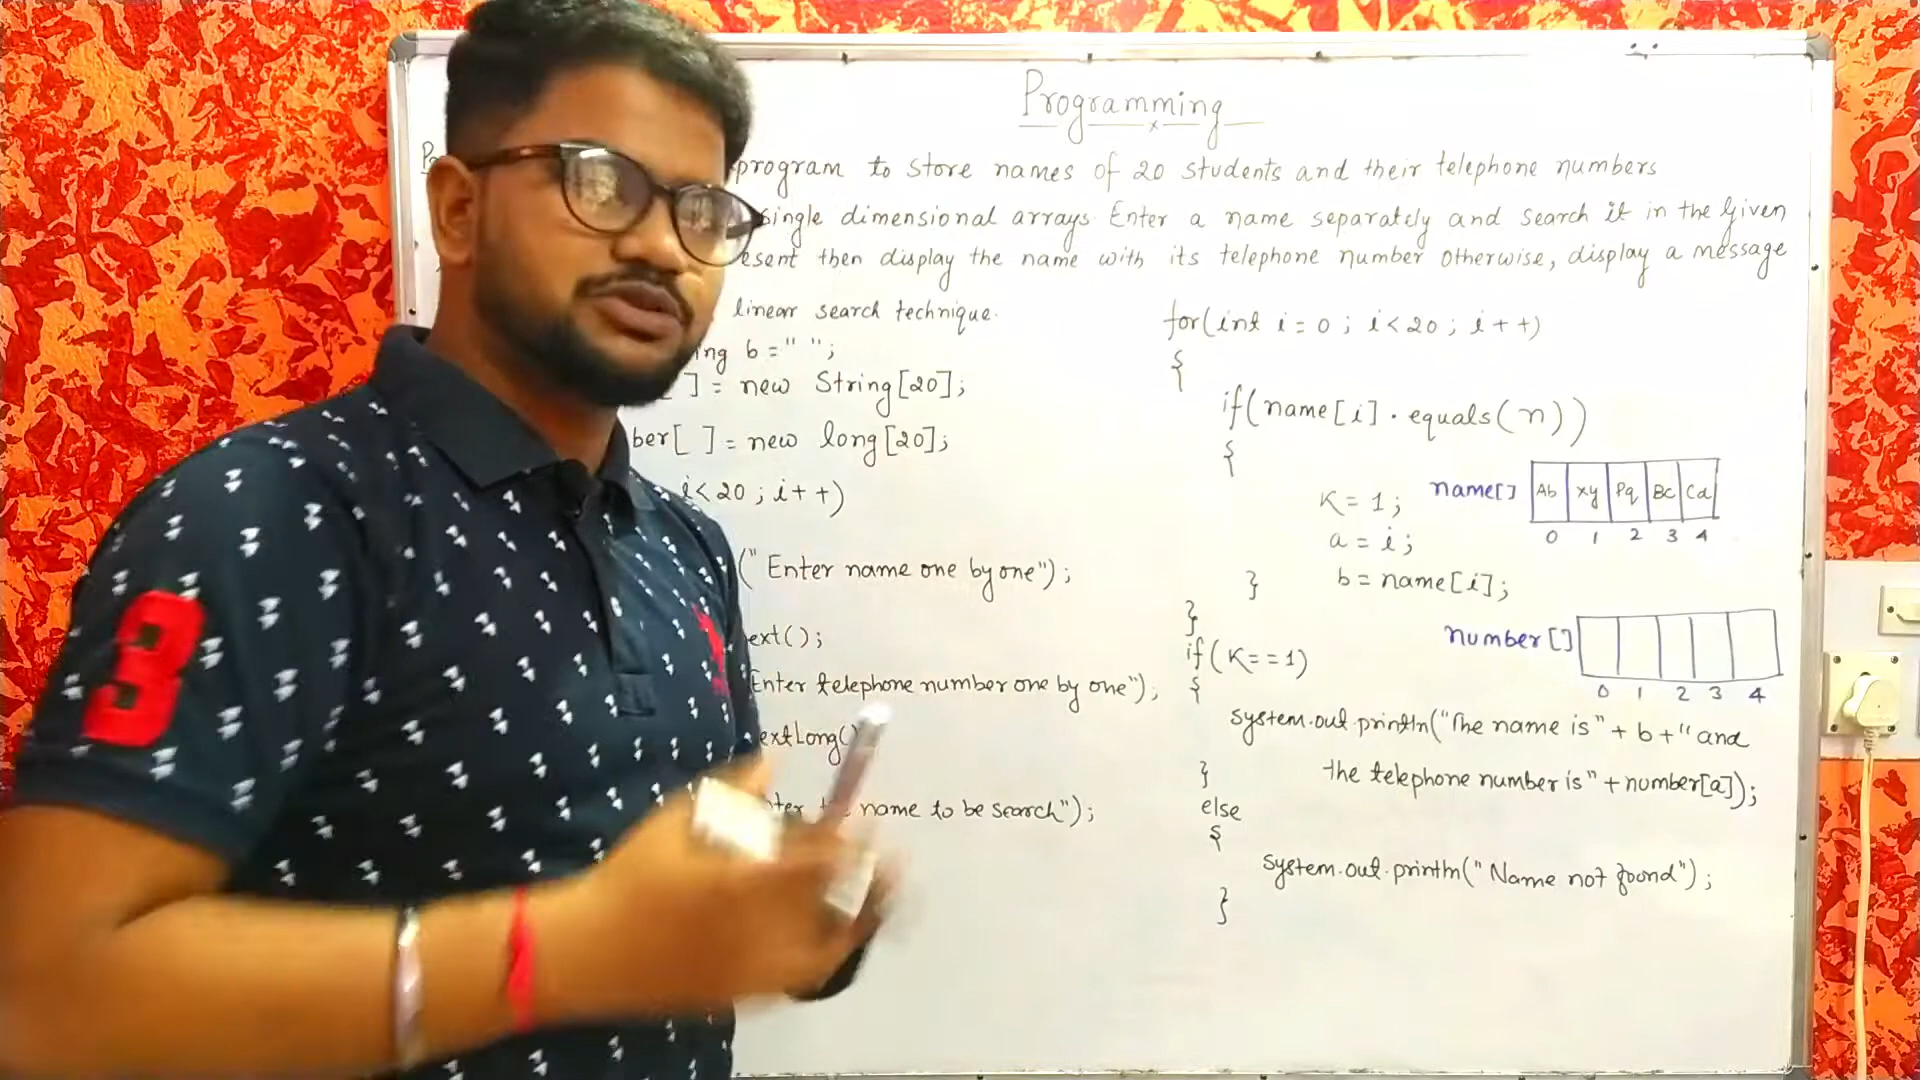 Programming
program to store names of 20 students and their telephone numbers
single dimensional arrays. Enter a name separately and search it in the given
esent then display the name with its telephone number otherwise, display a message
linear search technique.
ng b = " ";
] = new String[20];
ber[ ] = new long[20];
i<20 ; i++)
(" Enter name one by one");
ext();
Enter telephone number one by one");
extLong()
name to be search");
for(int i = 0 ; i<20 ; i++)
{
if(name[i].equals(n))
{
K = 1;
a = i;
b = name[i];
}
}
if(K==1)
{
system.out.println("The name is" + b + " and
the telephone number is" + number[a]);
}
else
{
system.out.println(" Name not found");
}
name[] Ab xy Pq Bc Cd
0 1 2 3 4
number[]
0 1 2 3 4
3